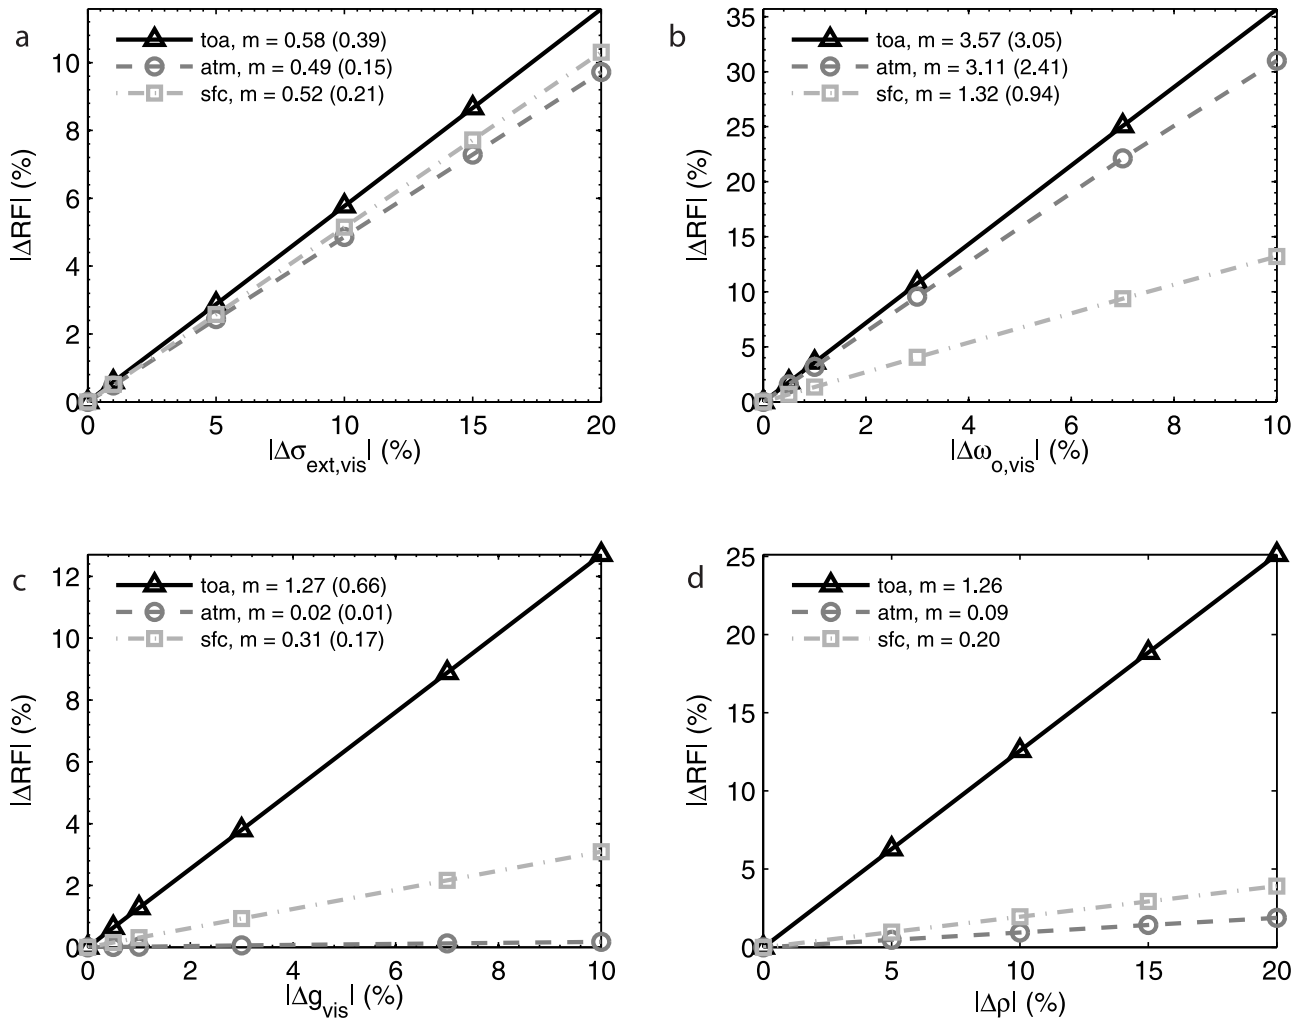 a
toa, m = 0.58 (0.39)
atm, m = 0.49 (0.15)
sfc, m = 0.52 (0.21)
10
8
6
4
2
0
|ΔRF| (%)
0 5 10 15 20
|Δσext,vis| (%)
b
toa, m = 3.57 (3.05)
atm, m = 3.11 (2.41)
sfc, m = 1.32 (0.94)
35
30
25
20
15
10
5
0
|ΔRF| (%)
0 2 4 6 8 10
|Δωo,vis| (%)
c
toa, m = 1.27 (0.66)
atm, m = 0.02 (0.01)
sfc, m = 0.31 (0.17)
12
10
8
6
4
2
0
|ΔRF| (%)
0 2 4 6 8 10
|Δgvis| (%)
d
toa, m = 1.26
atm, m = 0.09
sfc, m = 0.20
25
20
15
10
5
0
|ΔRF| (%)
0 5 10 15 20
|Δρ| (%)